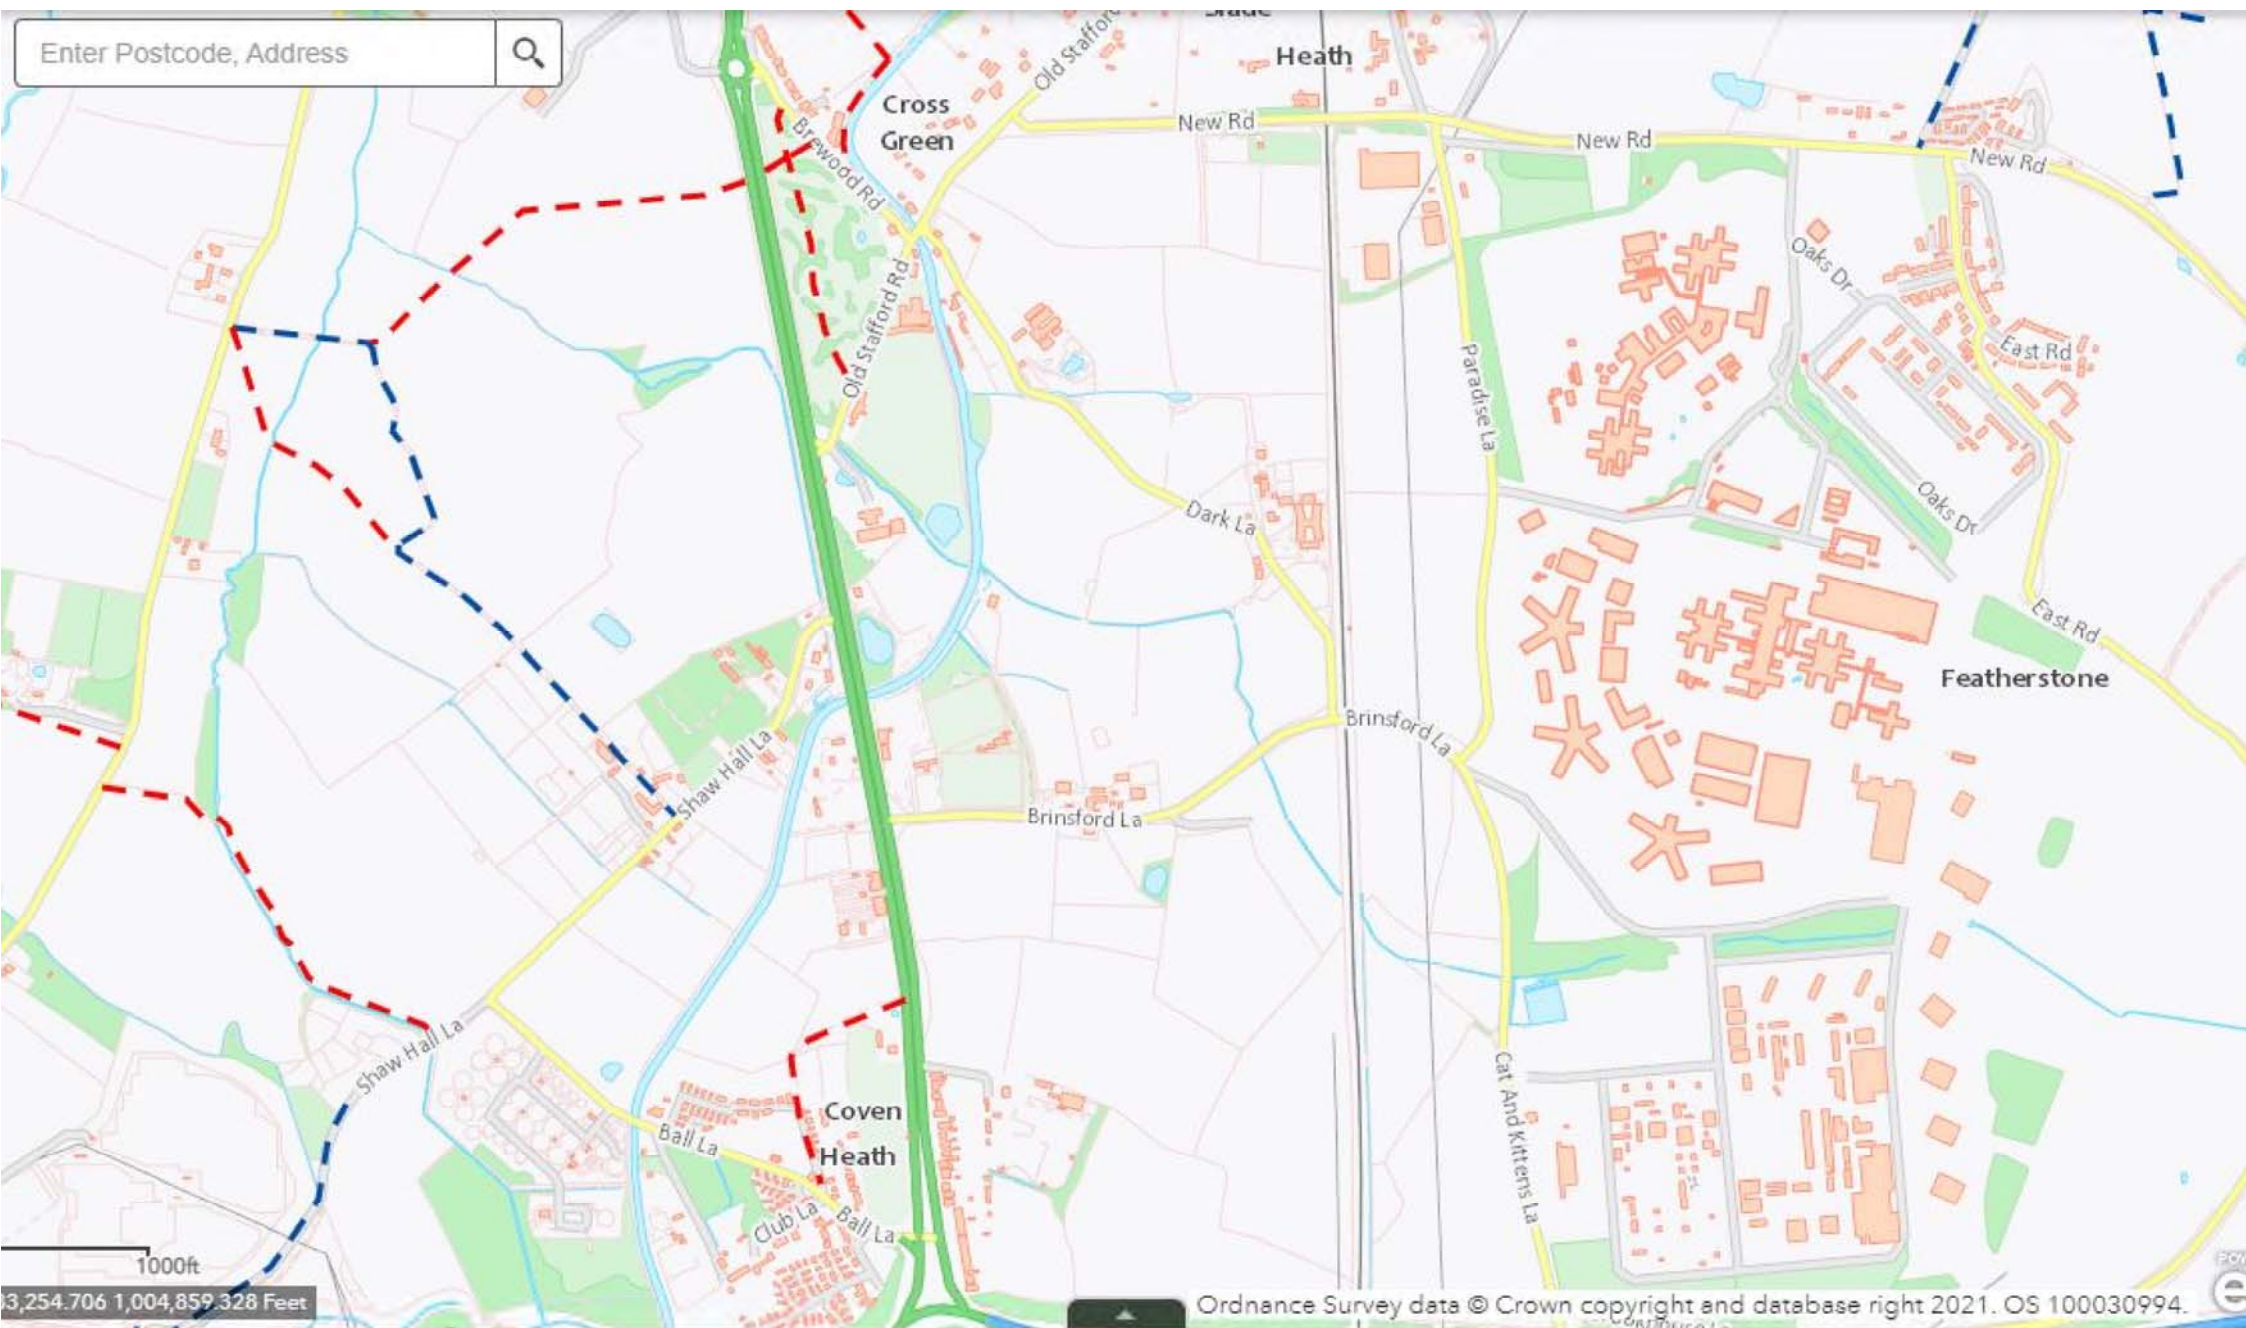 Enter Postcode, Address
Slade
Heath
Old Stafford
Cross
Green
New Rd
New Rd
New Rd
Brewood Rd
Oaks Dr
Old Stafford Rd
East Rd
Paradise La
Dark La
Oaks Dr
East Rd
Featherstone
Brinsford La
Shaw Hall La
Brinsford La
Shaw Hall La
Cat And Kittens La
Coven
Heath
Ball La
Club La
Ball La
1000ft
3,254.706 1,004,859.328 Feet
Ordnance Survey data © Crown copyright and database right 2021. OS 100030994.